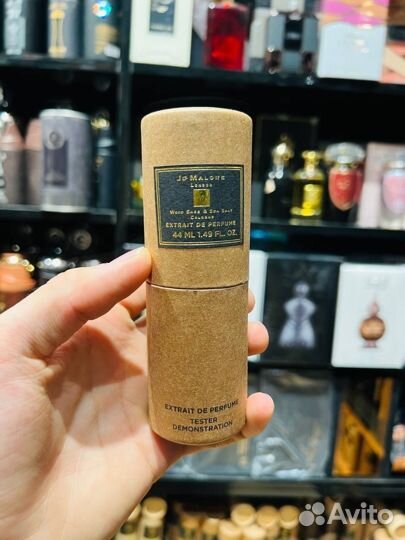 Jo Malone
London
Wood Sage & Sea Salt
Cologne
EXTRAIT DE PERFUME
44 ML 1.49 FL. OZ.
EXTRAIT DE PERFUME
TESTER
DEMONSTRATION
Avito